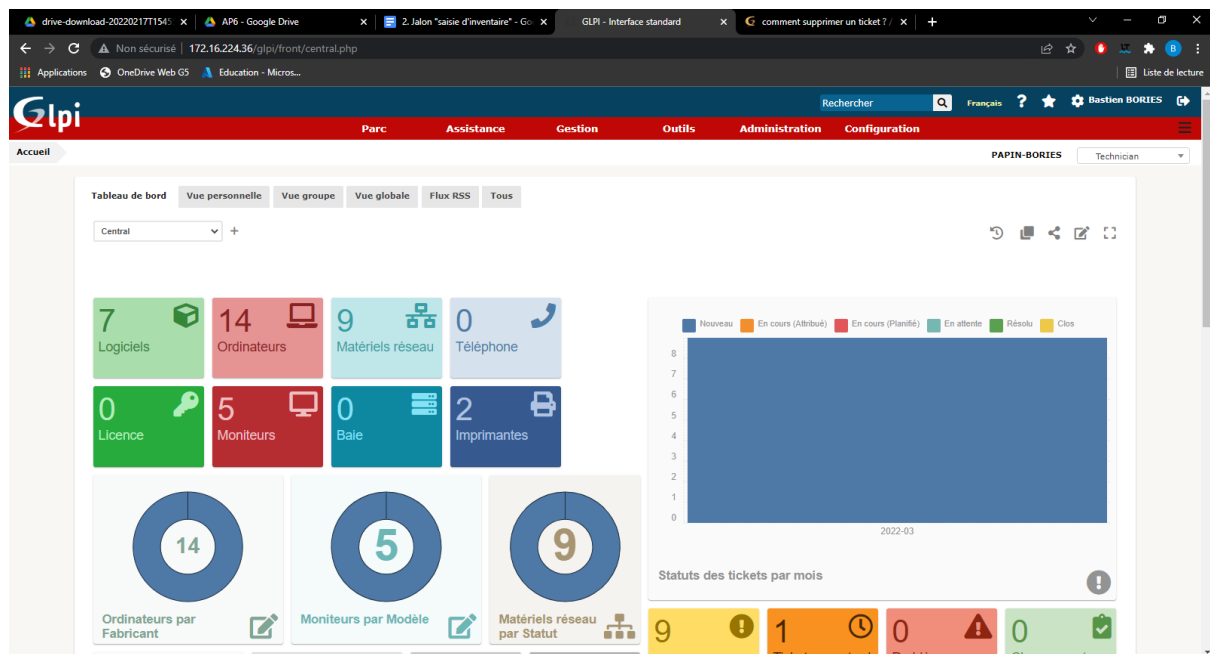 drive-download-20220217T1545
AP6 - Google Drive
2. Jalon "saisie d'inventaire" - Go
GLPI - Interface standard
comment supprimer un ticket ? /
Non sécurisé | 172.16.224.36/glpi/front/central.php
Applications
OneDrive Web G5
Education - Micros...
Liste de lecture
Glpi
Rechercher
Français
?
Bastien BORIES
Parc
Assistance
Gestion
Outils
Administration
Configuration
Accueil
PAPIN-BORIES
Technician
Tableau de bord
Vue personnelle
Vue groupe
Vue globale
Flux RSS
Tous
Central
+
7
Logiciels
14
Ordinateurs
9
Matériels réseau
0
Téléphone
0
Licence
5
Moniteurs
0
Baie
2
Imprimantes
14
Ordinateurs par
Fabricant
5
Moniteurs par Modèle
9
Matériels réseau
par Statut
Nouveau
En cours (Attribué)
En cours (Planifié)
En attente
Résolu
Clos
8
7
6
5
4
3
2
1
0
2022-03
Statuts des tickets par mois
9
1
0
0